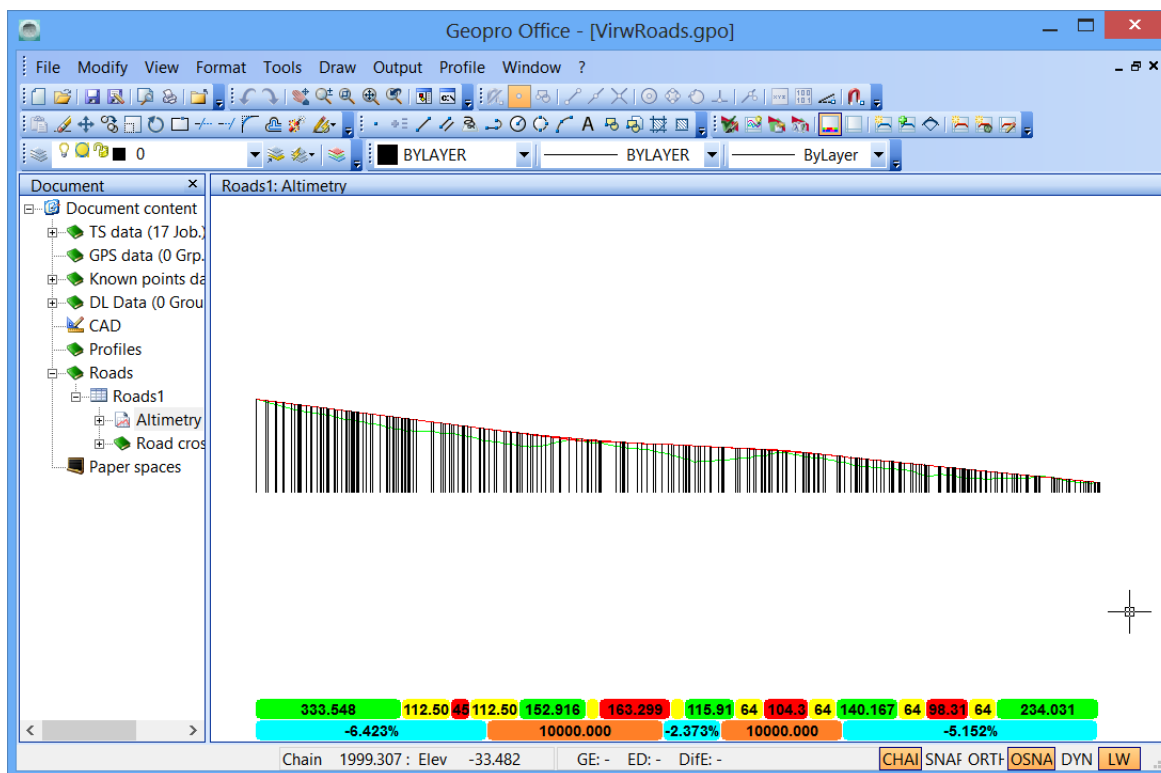 Geopro Office - [VirwRoads.gpo]
File Modify View Format Tools Draw Output Profile Window ?
0 BYLAYER BYLAYER ByLayer
Document
Roads1: Altimetry
Document content
TS data (17 Job.)
GPS data (0 Grp.
Known points da
DL Data (0 Grou
CAD
Profiles
Roads
Roads1
Altimetry
Road cros
Paper spaces
333.548 112.50 45 112.50 152.916 163.299 115.91 64 104.3 64 140.167 64 98.31 64 234.031
-6.423% 10000.000 -2.373% 10000.000 -5.152%
Chain 1999.307 : Elev -33.482 GE: - ED: - DifE: - CHAI SNAF ORTH OSNA DYN LW